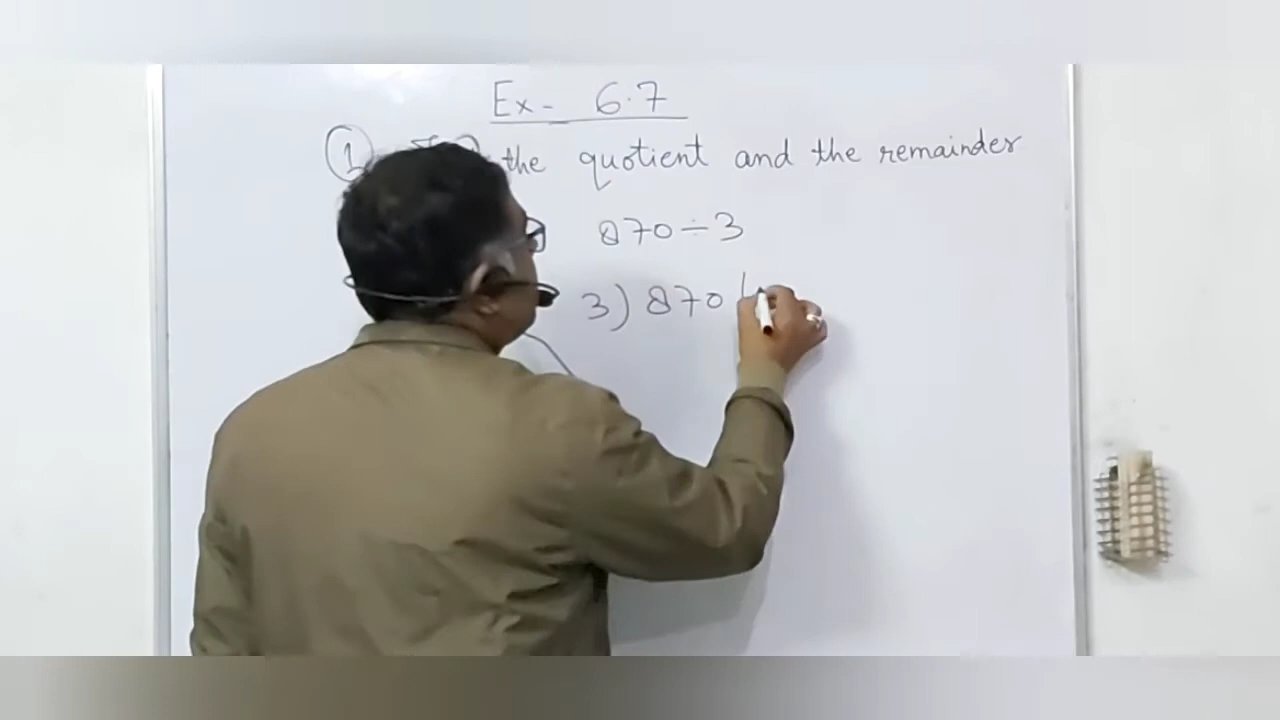 Ex- 6.7
1 the quotient and the remainder
870÷3
3) 870 (